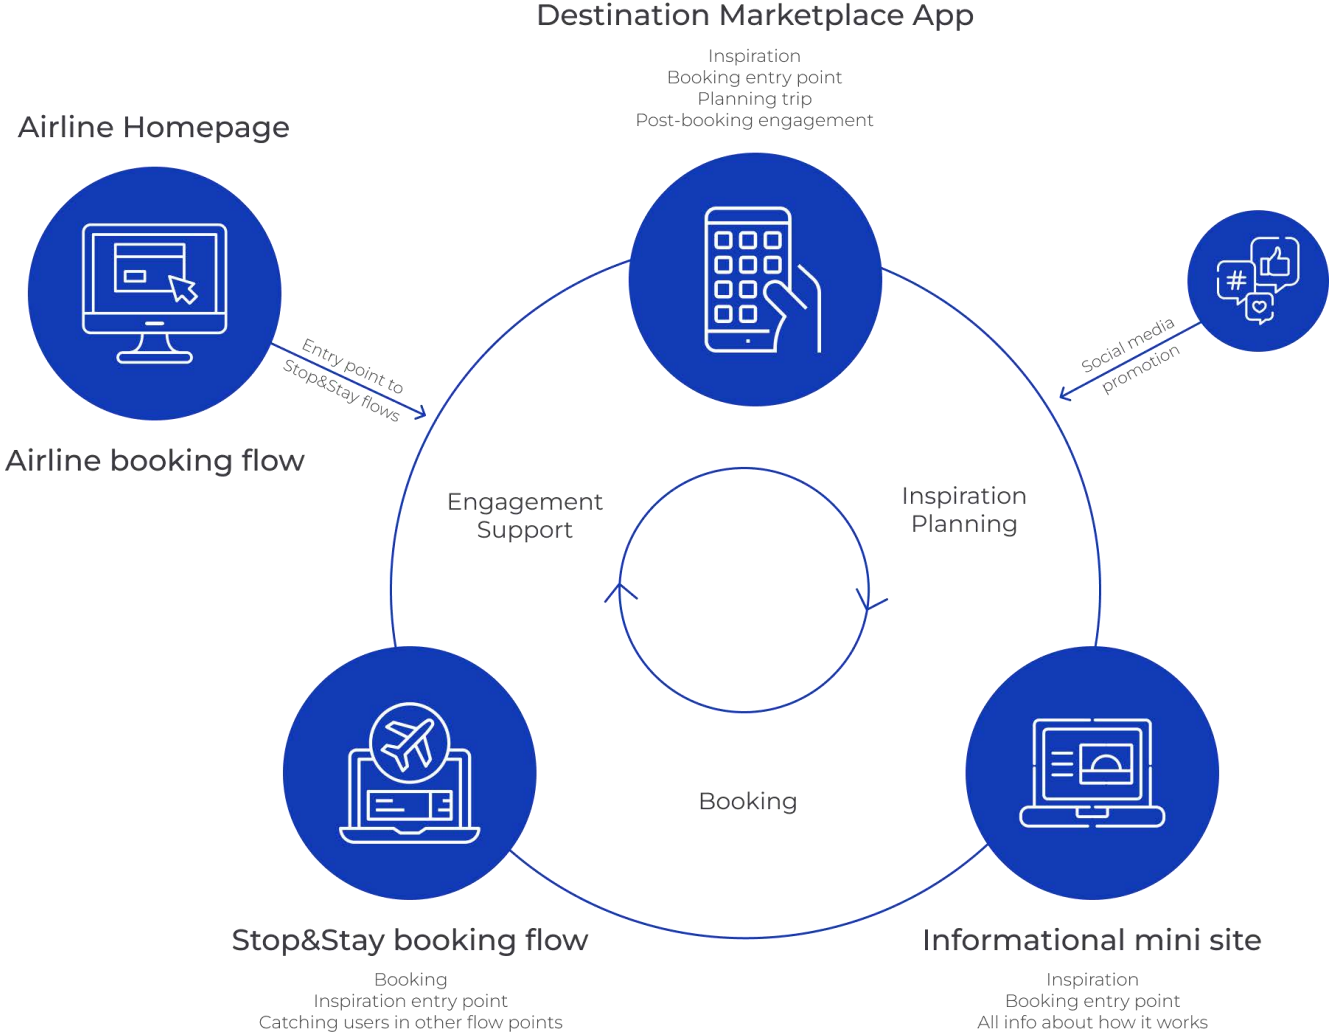 Destination Marketplace App
Inspiration
Booking entry point
Planning trip
Post-booking engagement
Airline Homepage
Airline booking flow
Entry point to
Stop&Stay flows
#
Social media
promotion
Engagement
Support
Inspiration
Planning
Booking
Stop&Stay booking flow
Booking
Inspiration entry point
Catching users in other flow points
Informational mini site
Inspiration
Booking entry point
All info about how it works